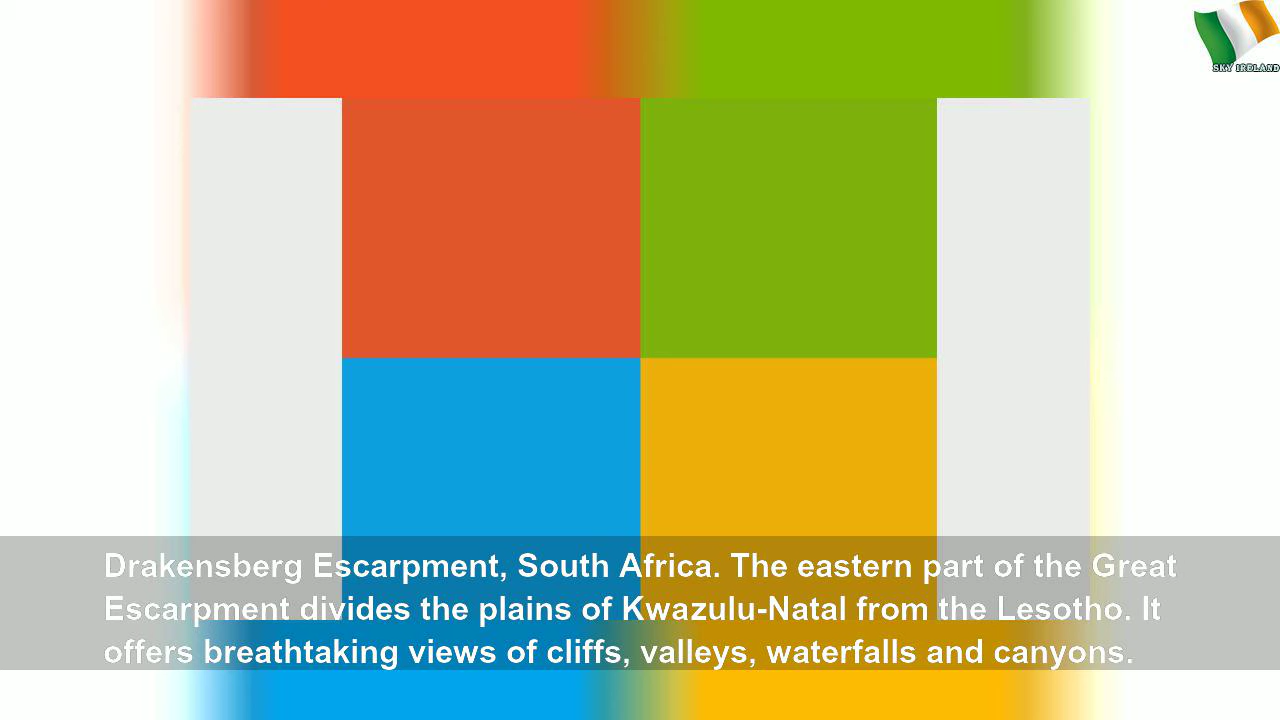 SKY IRELAND
Drakensberg Escarpment, South Africa. The eastern part of the Great
Escarpment divides the plains of Kwazulu-Natal from the Lesotho. It
offers breathtaking views of cliffs, valleys, waterfalls and canyons.